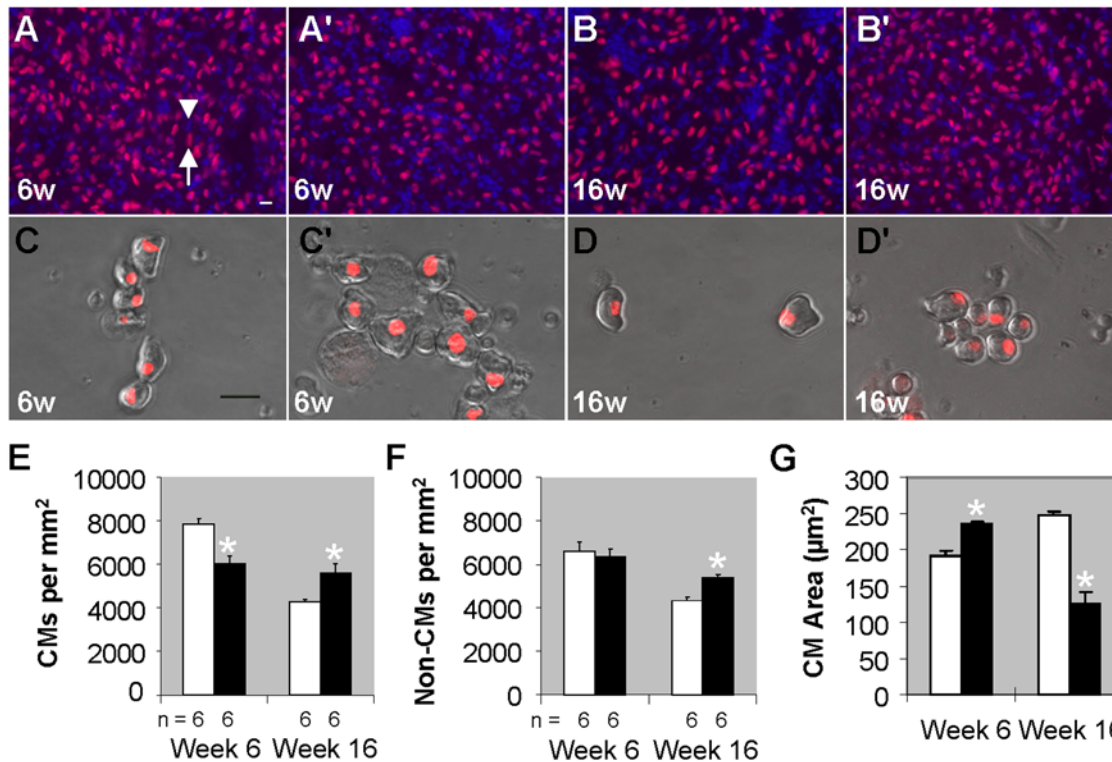 A A' B B'
6w 6w 16w 16w
C C' D D'
6w 6w 16w 16w
E F G
CMs per mm²
10000
8000
6000
4000
2000
0
* *
n = 6 6 6 6
Week 6 Week 16
Non-CMs per mm²
10000
8000
6000
4000
2000
0
*
6 6 6 6
Week 6 Week 16
CM Area (µm²)
300
250
200
150
100
50
0
* *
Week 6 Week 16